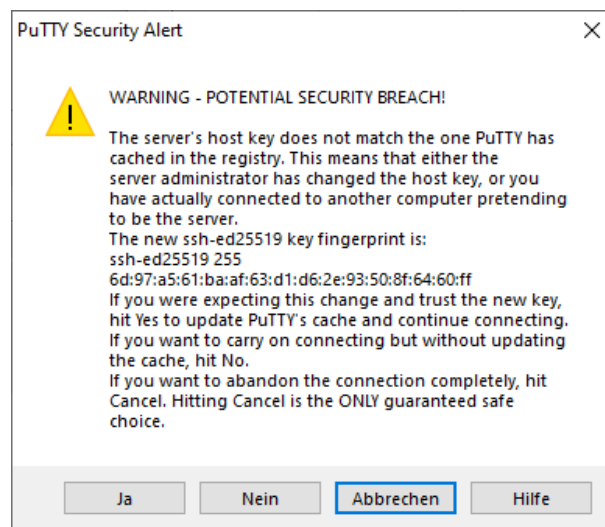 PuTTY Security Alert
WARNING - POTENTIAL SECURITY BREACH!
The server's host key does not match the one PuTTY has
cached in the registry. This means that either the
server administrator has changed the host key, or you
have actually connected to another computer pretending
to be the server.
The new ssh-ed25519 key fingerprint is:
ssh-ed25519 255
6d:97:a5:61:ba:af:63:d1:d6:2e:93:50:8f:64:60:ff
If you were expecting this change and trust the new key,
hit Yes to update PuTTY's cache and continue connecting.
If you want to carry on connecting but without updating
the cache, hit No.
If you want to abandon the connection completely, hit
Cancel. Hitting Cancel is the ONLY guaranteed safe
choice.
Ja Nein Abbrechen Hilfe